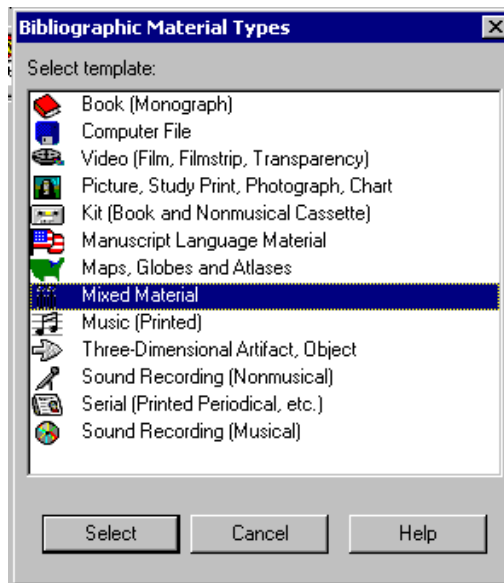 Bibliographic Material Types
Select template:
Book (Monograph)
Computer File
Video (Film, Filmstrip, Transparency)
Picture, Study Print, Photograph, Chart
Kit (Book and Nonmusical Cassette)
Manuscript Language Material
Maps, Globes and Atlases
Mixed Material
Music (Printed)
Three-Dimensional Artifact, Object
Sound Recording (Nonmusical)
Serial (Printed Periodical, etc.)
Sound Recording (Musical)
Select Cancel Help